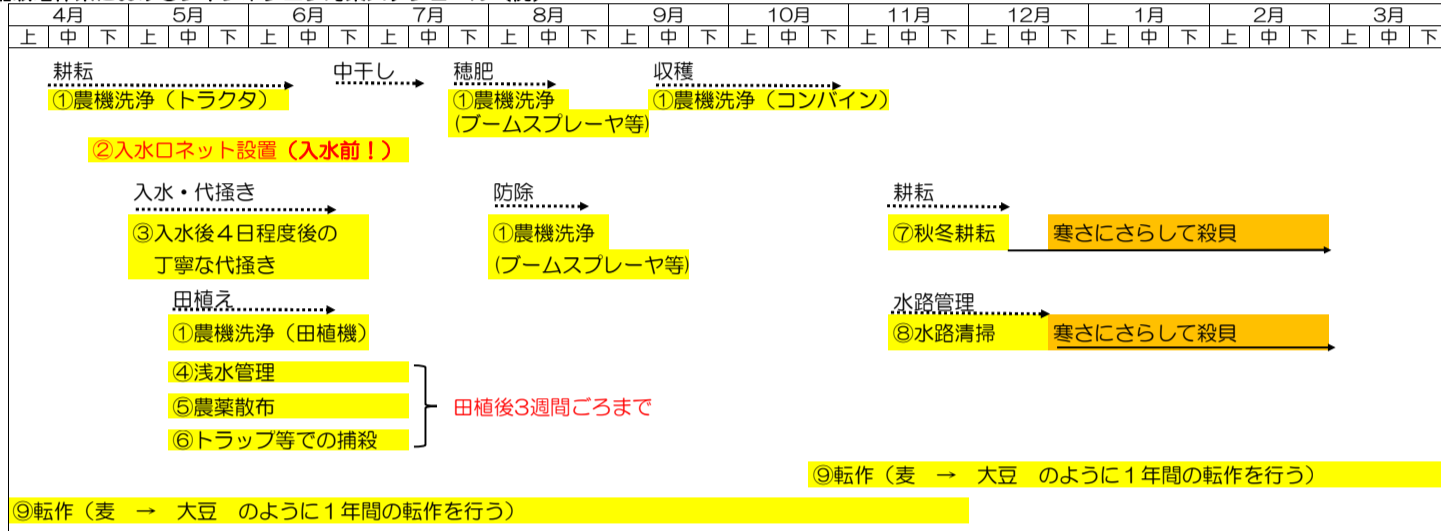 4月 5月 6月 7月 8月 9月 10月 11月 12月 1月 2月 3月
上 中 下 上 中 下 上 中 下 上 中 下 上 中 下 上 中 下 上 中 下 上 中 下 上 中 下 上 中 下 上 中 下 上 中 下
耕耘 中干し 穂肥 収穫
①農機洗浄（トラクタ） ①農機洗浄 ①農機洗浄（コンバイン）
(ブームスプレーヤ等)
②入水口ネット設置（入水前！）
入水・代掻き 防除 耕耘
③入水後４日程度後の ①農機洗浄 ⑦秋冬耕耘 寒さにさらして殺貝
丁寧な代掻き (ブームスプレーヤ等)
田植え 水路管理
①農機洗浄（田植機） ⑧水路清掃 寒さにさらして殺貝
④浅水管理
⑤農薬散布 田植後3週間ごろまで
⑥トラップ等での捕殺
⑨転作（麦 → 大豆 のように１年間の転作を行う）
⑨転作（麦 → 大豆 のように１年間の転作を行う）